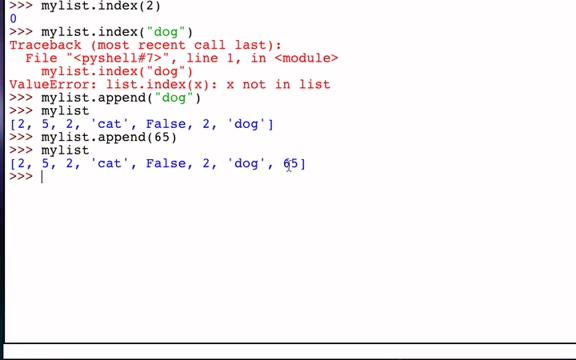 >>> mylist.index(2)
0
>>> mylist.index("dog")
Traceback (most recent call last):
  File "<pyshell#7>", line 1, in <module>
    mylist.index("dog")
ValueError: list.index(x): x not in list
>>> mylist.append("dog")
>>> mylist
[2, 5, 2, 'cat', False, 2, 'dog']
>>> mylist.append(65)
>>> mylist
[2, 5, 2, 'cat', False, 2, 'dog', 65]
>>>